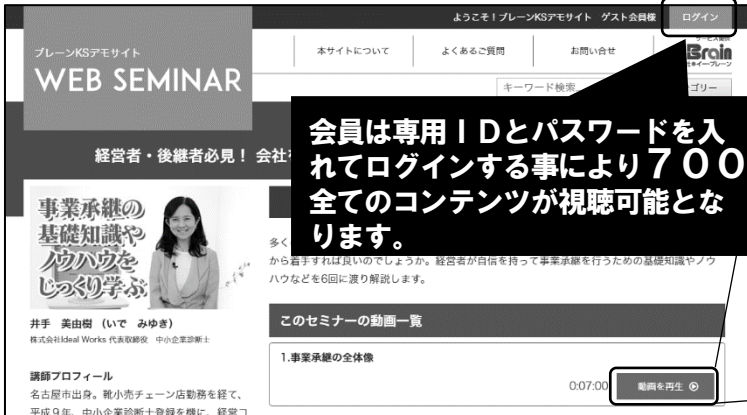 ようこそ！ブレーンKSデモサイト ゲスト会員様
ログイン
ブレーンKSデモサイト
WEB SEMINAR
本サイトについて
よくあるご質問
お問い合せ
Brain
キーワード検索
ゴリー
会員は専用ＩＤとパスワードを入
れてログインする事により７００
全てのコンテンツが視聴可能とな
ります。
経営者・後継者必見！ 会社
事業承継の
基礎知識や
ノウハウを
じっくり学ぶ
多く
から着手すれば良いのでしょうか。経営者が自信を持って事業承継を行うための基礎知識やノウ
ハウなどを6回に渡り解説します。
井手 美由樹 （いで みゆき）
株式会社Ideal Works 代表取締役 中小企業診断士
このセミナーの動画一覧
1.事業承継の全体像
0:07:00
動画を再生
講師プロフィール
名古屋市出身。靴小売チェーン店勤務を経て、
平成９年、中小企業診断士登録を機に、経営コ